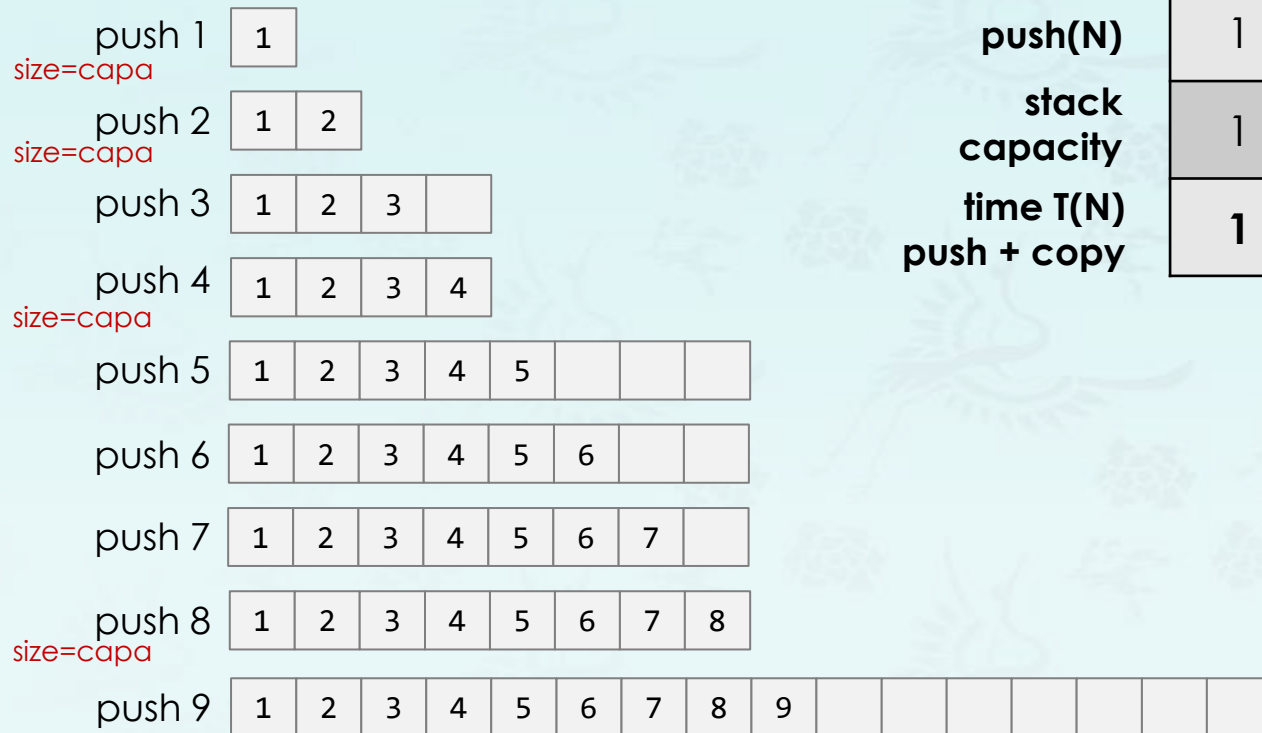 push 1 1
size=capa
push 2 1 2
size=capa
push 3 1 2 3
push 4 1 2 3 4
size=capa
push 5 1 2 3 4 5
push 6 1 2 3 4 5 6
push 7 1 2 3 4 5 6 7
push 8 1 2 3 4 5 6 7 8
size=capa
push 9 1 2 3 4 5 6 7 8 9
push(N) 1
stack
capacity 1
time T(N)
push + copy 1